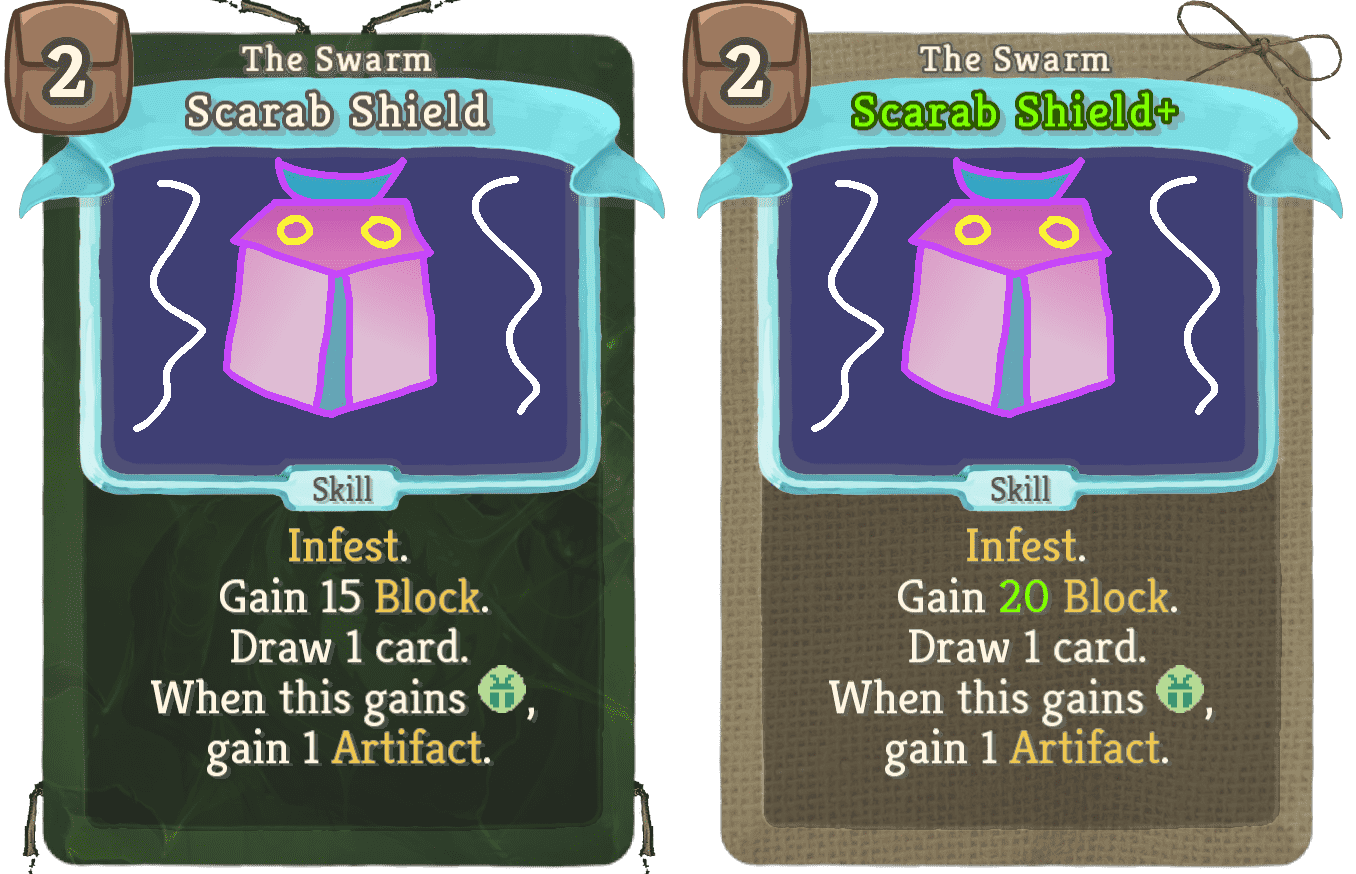 2
The Swarm
Scarab Shield
Skill
Infest.
Gain 15 Block.
Draw 1 card.
When this gains ,
gain 1 Artifact.
2
The Swarm
Scarab Shield+
Skill
Infest.
Gain 20 Block.
Draw 1 card.
When this gains ,
gain 1 Artifact.